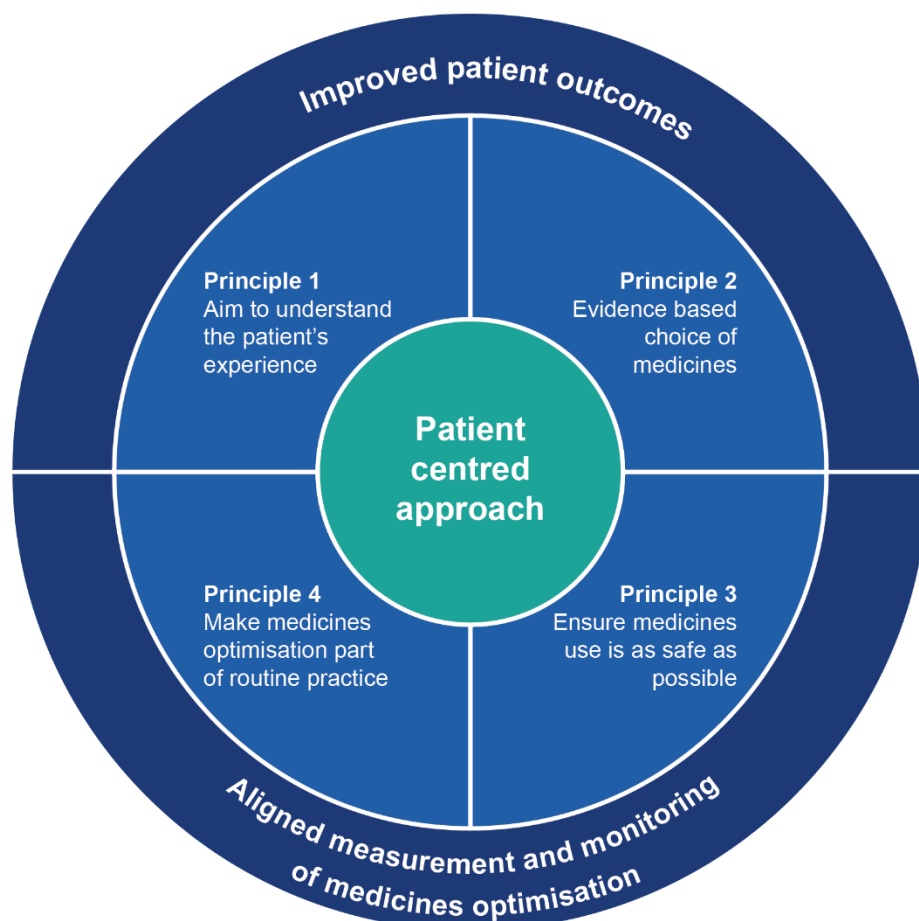 Improved patient outcomes
Principle 1
Aim to understand
the patient's
experience
Principle 2
Evidence based
choice of
medicines
Patient
centred
approach
Principle 4
Make medicines
optimisation part
of routine practice
Principle 3
Ensure medicines
use is as safe as
possible
Aligned measurement and monitoring
of medicines optimisation